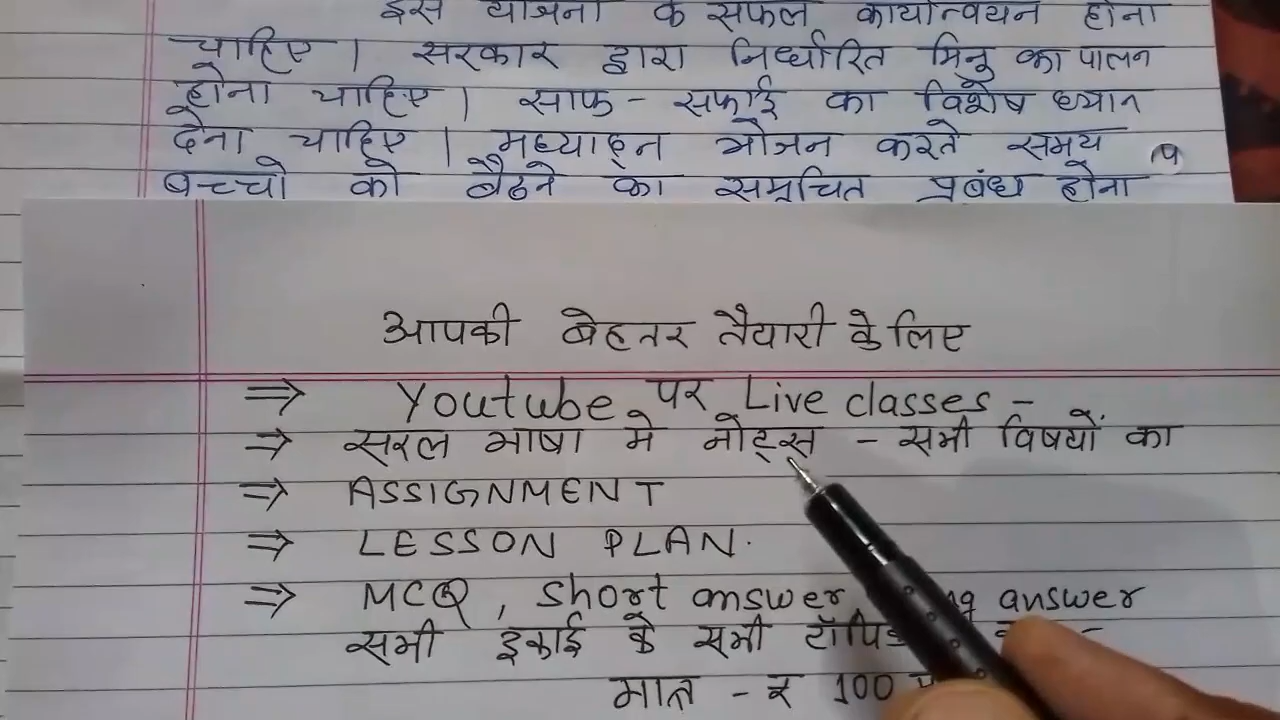 इस योजना के सफल कार्यान्वयन होना
चाहिए। सरकार द्वारा निर्धारित मिनू का पालन
होना चाहिए। साफ - सफाई का विशेष ध्यान
देना चाहिए। मध्याह्न भोजन करते समय
बच्चो को बैठने का समूचित प्रबंध होना
आपकी बेहतर तैयारी के लिए
⇒ Youtube पर Live classes -
⇒ सरल भाषा मे नोट्स - सभी विषयों का
⇒ ASSIGNMENT
⇒ LESSON PLAN.
⇒ MCQ, Short answer answer
सभी इकाई के सभी
मात्र - ₹ 100